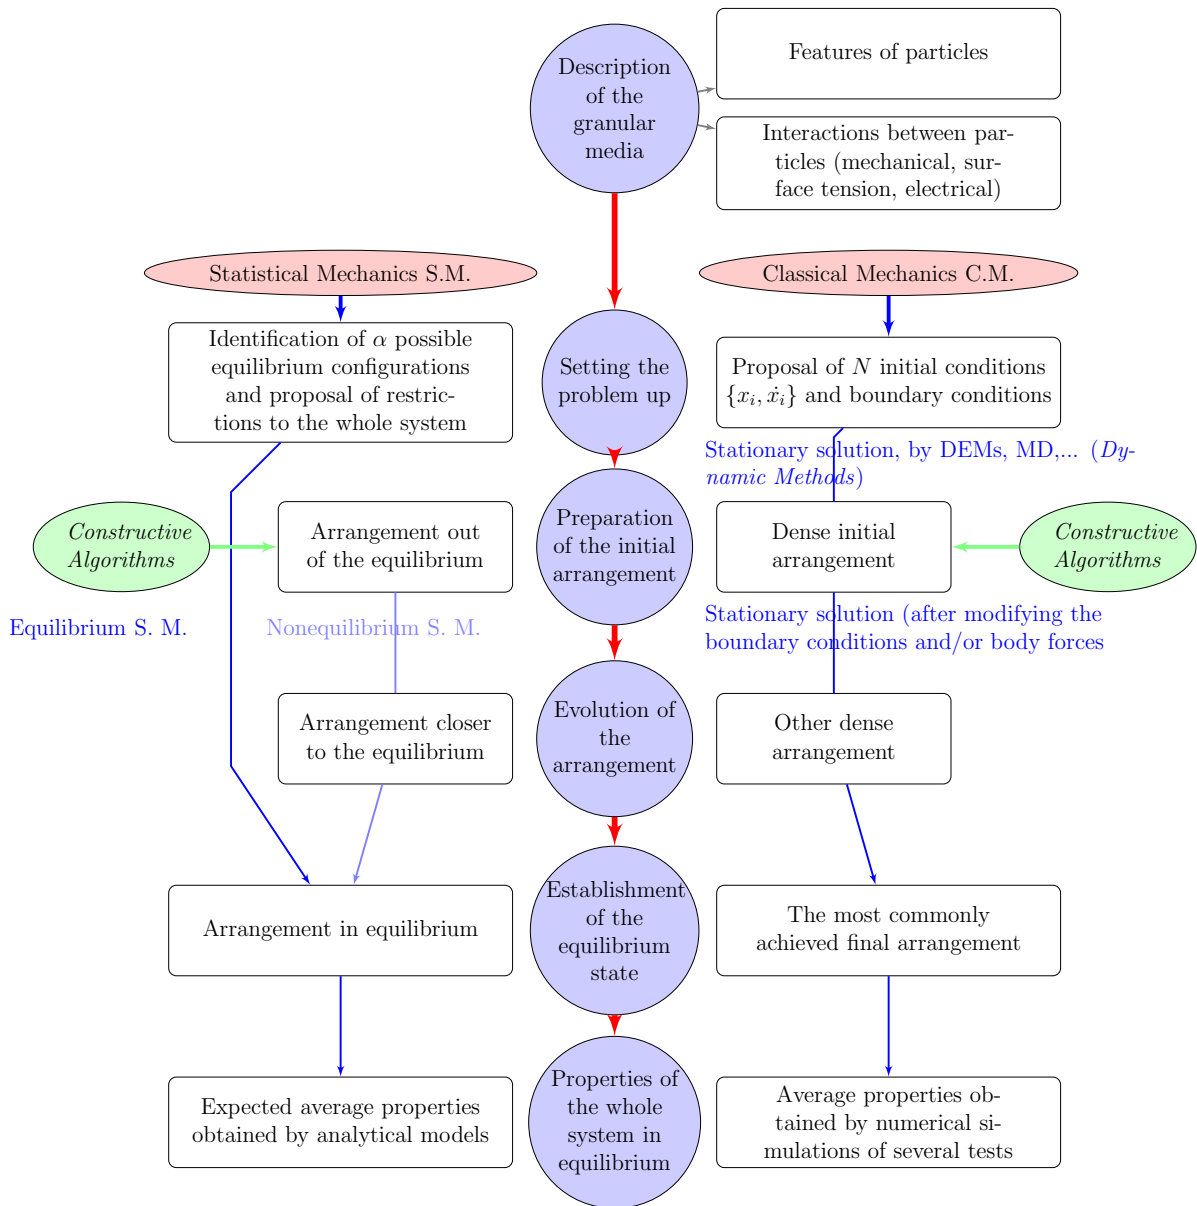 Description
of the
granular
media
Features of particles
Interactions between par-
ticles (mechanical, sur-
face tension, electrical)
Statistical Mechanics S.M.
Classical Mechanics C.M.
Identification of α possible
equilibrium configurations
and proposal of restric-
tions to the whole system
Setting the
problem up
Proposal of N initial conditions
{x_i, ẋ_i} and boundary conditions
Stationary solution, by DEMs, MD,... (Dy-
namic Methods)
Constructive
Algorithms
Arrangement out
of the equilibrium
Preparation
of the initial
arrangement
Dense initial
arrangement
Constructive
Algorithms
Equilibrium S. M.
Nonequilibrium S. M.
Stationary solution (after modifying the
boundary conditions and/or body forces
Arrangement closer
to the equilibrium
Evolution of
the
arrangement
Other dense
arrangement
Arrangement in equilibrium
Establishment
of the
equilibrium
state
The most commonly
achieved final arrangement
Expected average properties
obtained by analytical models
Properties of
the whole
system in
equilibrium
Average properties ob-
tained by numerical si-
mulations of several tests